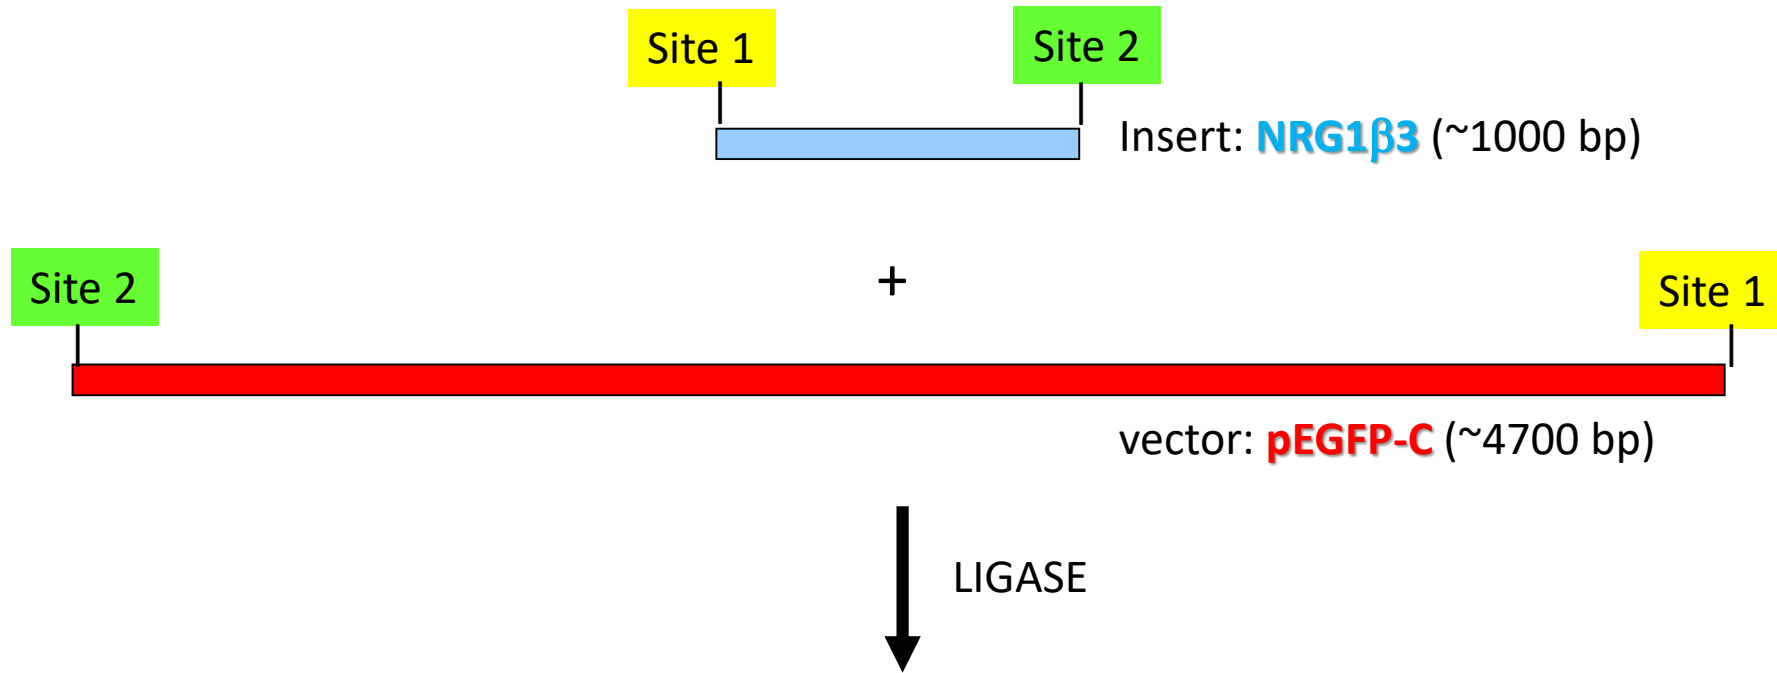 Site 1
Site 2
Insert: NRG1β3 (~1000 bp)
Site 2
+
Site 1
vector: pEGFP-C (~4700 bp)
LIGASE